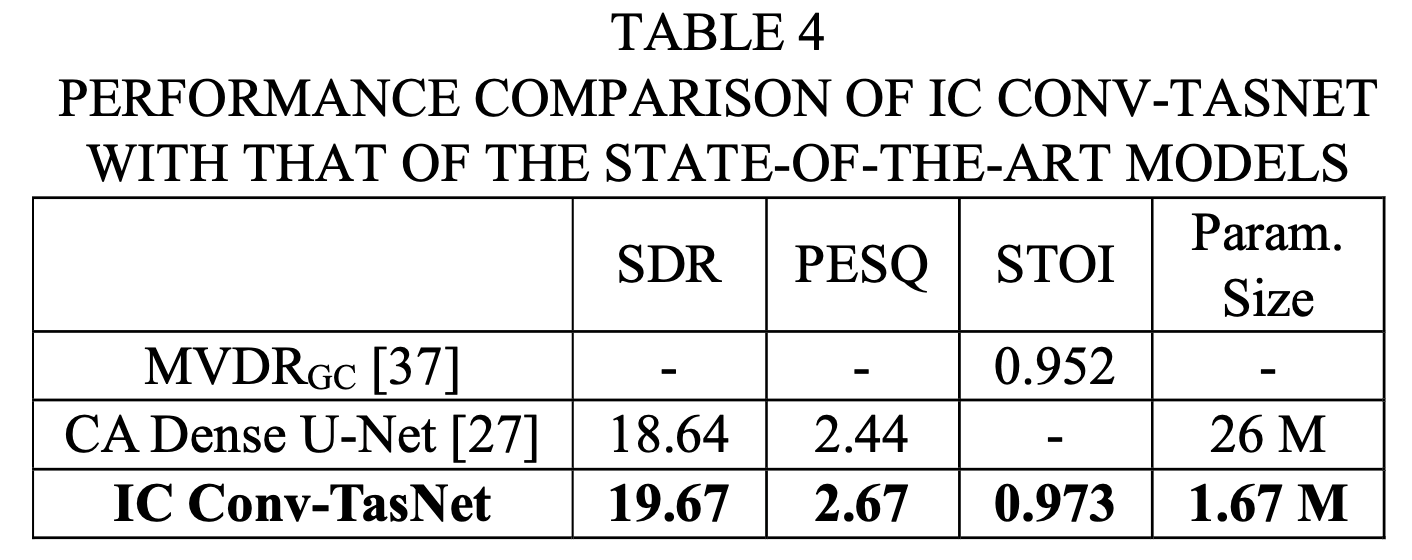 TABLE 4
PERFORMANCE COMPARISON OF IC CONV-TASNET
WITH THAT OF THE STATE-OF-THE-ART MODELS
SDR PESQ STOI Param. Size
MVDRGC [37] - - 0.952 -
CA Dense U-Net [27] 18.64 2.44 - 26 M
IC Conv-TasNet 19.67 2.67 0.973 1.67 M